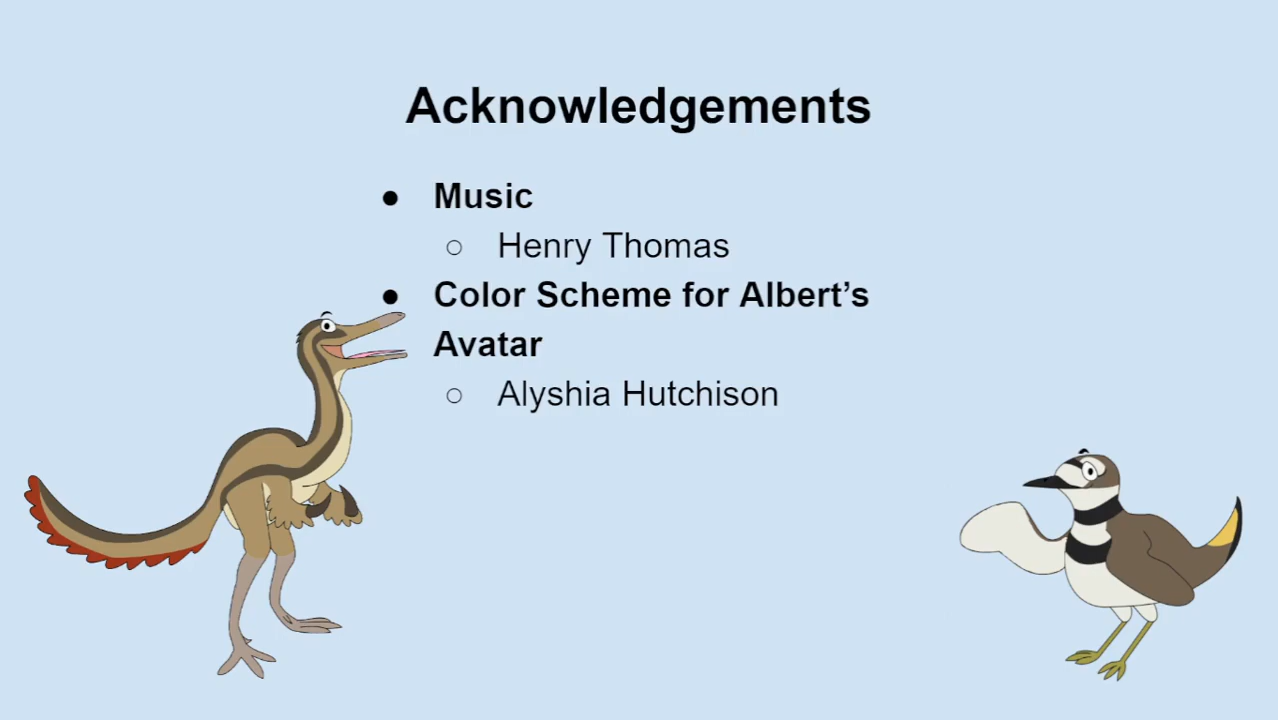 Acknowledgements
● Music
○ Henry Thomas
● Color Scheme for Albert’s
Avatar
○ Alyshia Hutchison